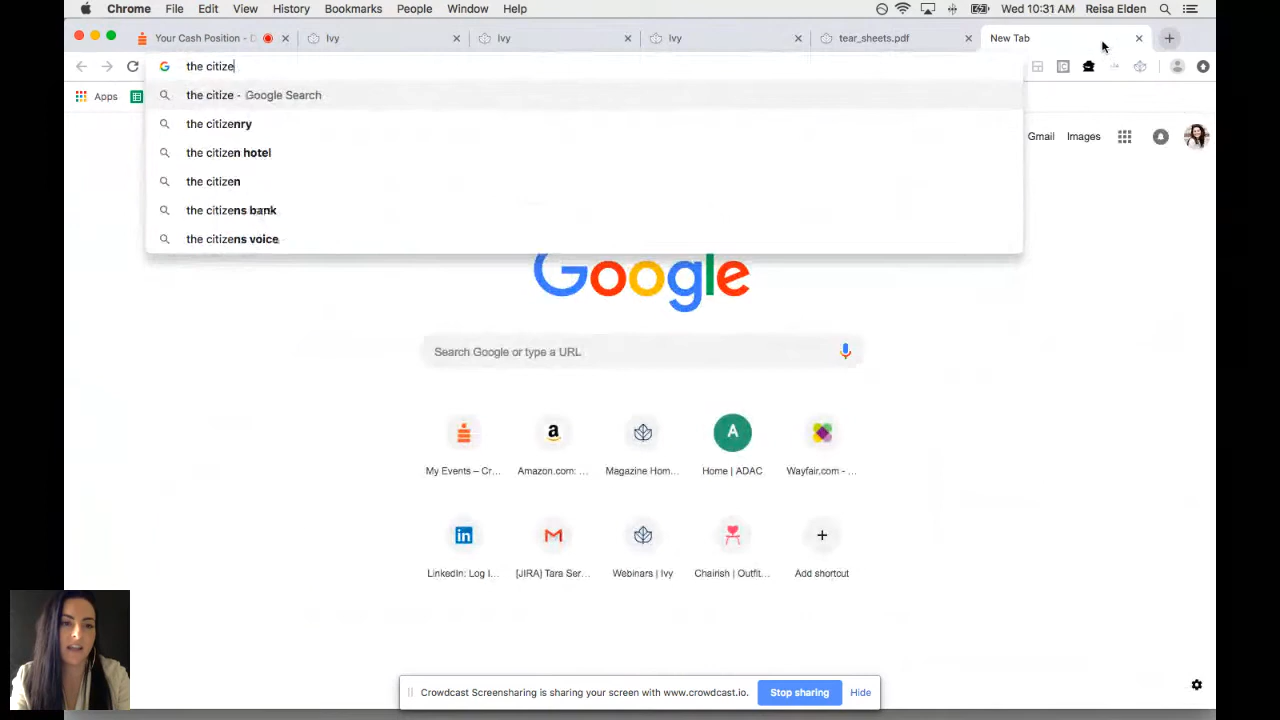 Chrome File Edit View History Bookmarks People Window Help Wed 10:31 AM Reisa Elden
Your Cash Position - Ivy Ivy Ivy tear_sheets.pdf New Tab
the citize
Apps
the citize - Google Search
the citizenry
the citizen hotel
the citizen
the citizens bank
the citizens voice
Gmail Images
Google
Search Google or type a URL
A
My Events – Cr... Amazon.com: ... Magazine Hom... Home | ADAC Wayfair.com - ...
LinkedIn: Log I... [JIRA] Tara Ser... Webinars | Ivy Chairish | Outfit... Add shortcut
Crowdcast Screensharing is sharing your screen with www.crowdcast.io. Stop sharing Hide